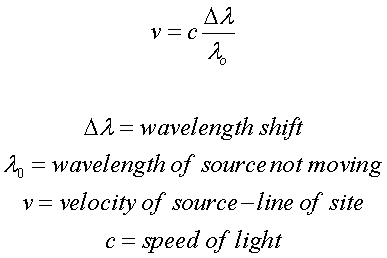 v = c Δλ/λo
Δλ = wavelength shift
λ0 = wavelength of source not moving
v = velocity of source – line of site
c = speed of light